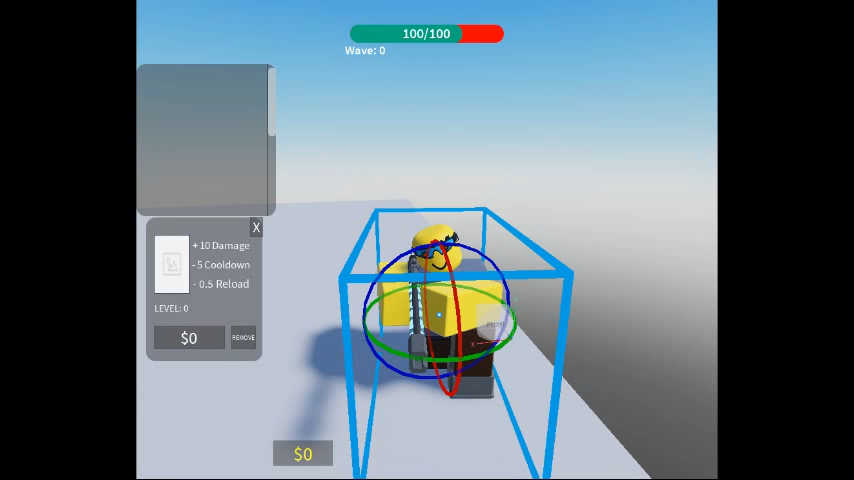 100/100
Wave: 0
X
+ 10 Damage
- 5 Cooldown
- 0.5 Reload
LEVEL: 0
$0
REMOVE
X
$0